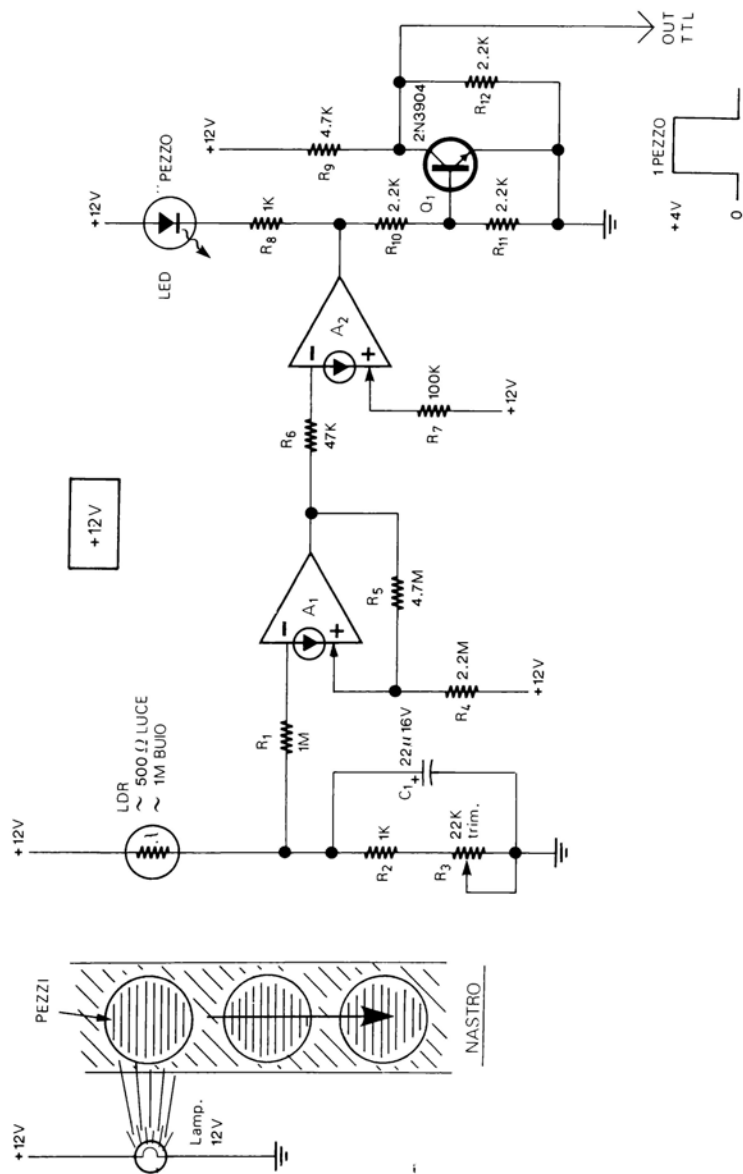 +12V
PEZZI
Lamp.
12V
NASTRO
+12V
LDR
~ 500 Ω LUCE
~ 1M BUIO
R1
1M
R2
1K
R3
22K
trim.
C1
+
22µ 16V
+12V
A1
−
+
R5
4.7M
R4
2.2M
+12V
R6
47K
A2
−
+
R7
100K
+12V
+12V
LED
¨PEZZO
R8
1K
R10
2.2K
R11
2.2K
+12V
R9
4.7K
Q1
2N3904
R12
2.2K
OUT
TTL
1 PEZZO
+4V
0